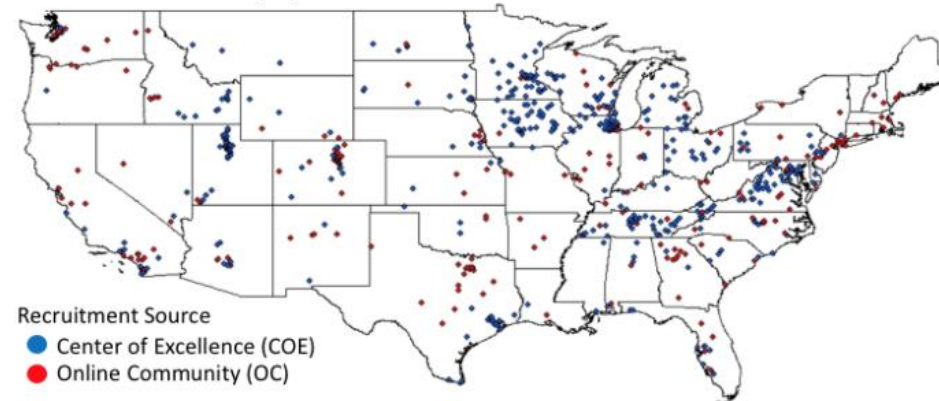 Recruitment Source
Center of Excellence (COE)
Online Community (OC)